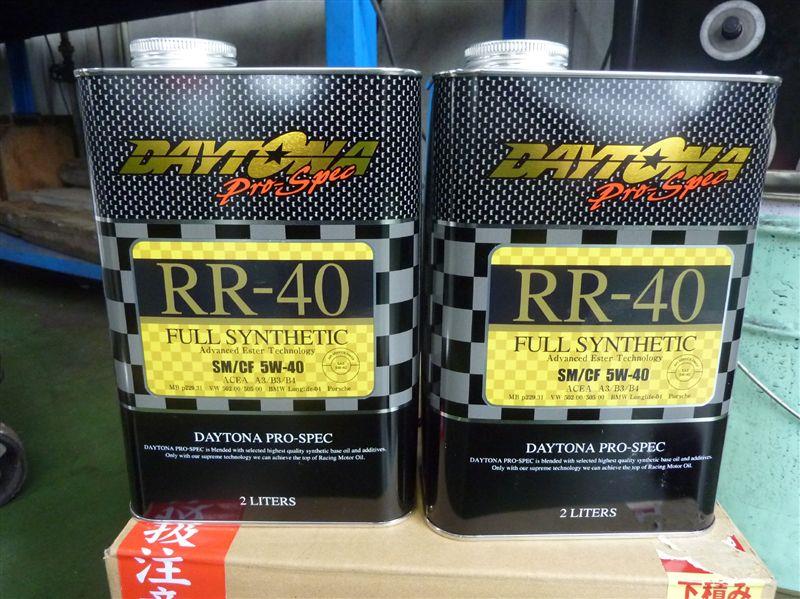 DAYTONA
Pro-Spec
RR-40
FULL SYNTHETIC
Advanced Ester Technology
SM/CF 5W-40
ACEA A3/B3/B4
MB p229.31 VW 502.00 505.00 BMW Longlife-01 Porsche
DAYTONA PRO-SPEC
DAYTONA PRO-SPEC is blended with selected highest quality synthetic base oil and additives.
Only with our supreme technology we can achieve the top of Racing Motor Oil.
2 LITERS
DAYTONA
Pro-Spec
RR-40
FULL SYNTHETIC
Advanced Ester Technology
SM/CF 5W-40
ACEA A3/B3/B4
MB p229.31 VW 502.00 505.00 BMW Longlife-01 Porsche
DAYTONA PRO-SPEC
DAYTONA PRO-SPEC is blended with selected highest quality synthetic base oil and additives.
Only with our supreme technology we can achieve the top of Racing Motor Oil.
2 LITERS
扱注意
下積み